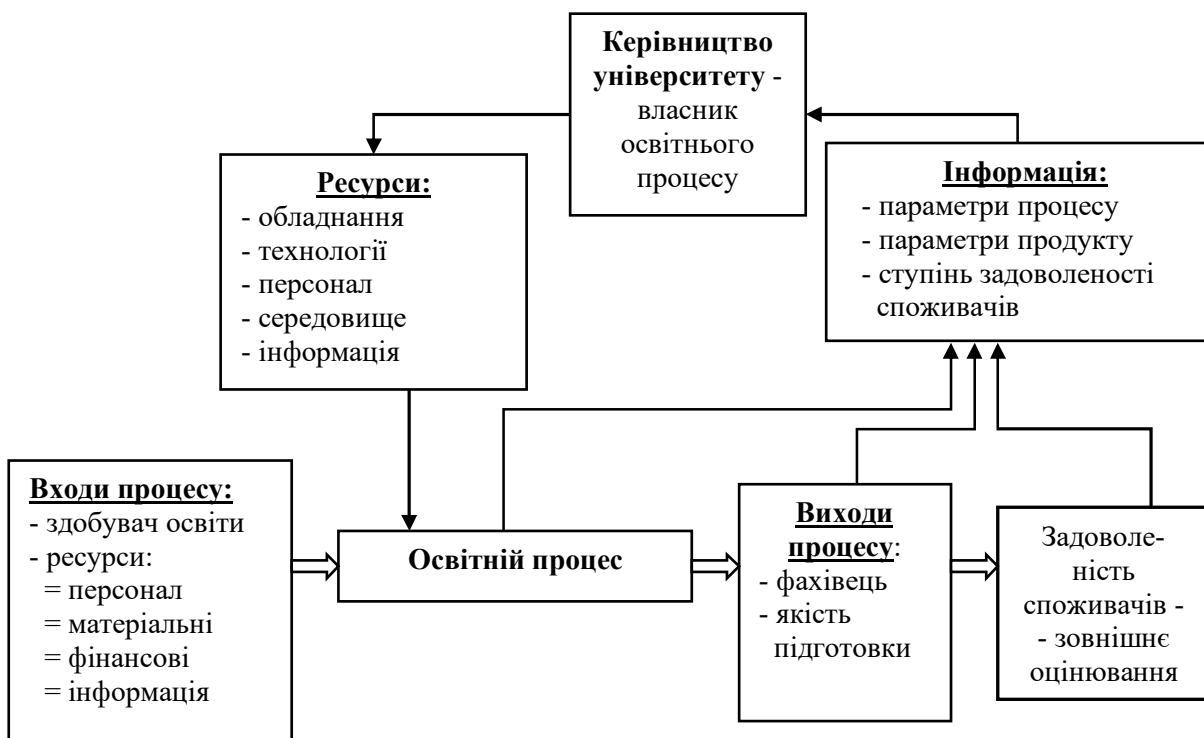 Керівництво
університету -
власник
освітнього
процесу
Ресурси:
- обладнання
- технології
- персонал
- середовище
- інформація
Інформація:
- параметри процесу
- параметри продукту
- ступінь задоволеності
споживачів
Входи процесу:
- здобувач освіти
- ресурси:
= персонал
= матеріальні
= фінансові
= інформація
Освітній процес
Виходи
процесу:
- фахівець
- якість
підготовки
Задоволе-
ність
споживачів -
- зовнішнє
оцінювання